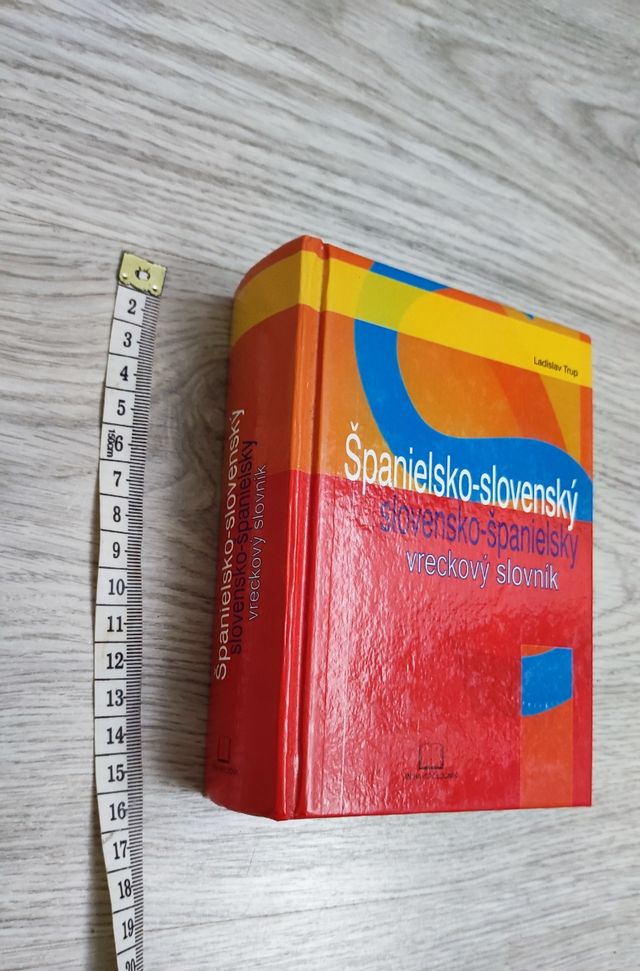 Ladislav Trup
Španielsko-slovenský
slovensko-španielsky
vreckový slovník
Španielsko-slovenský
slovensko-španielsky
vreckový slovník
2
3
4
5
6
150cm
7
8
9
10
11
12
13
14
15
16
17
18
19
20